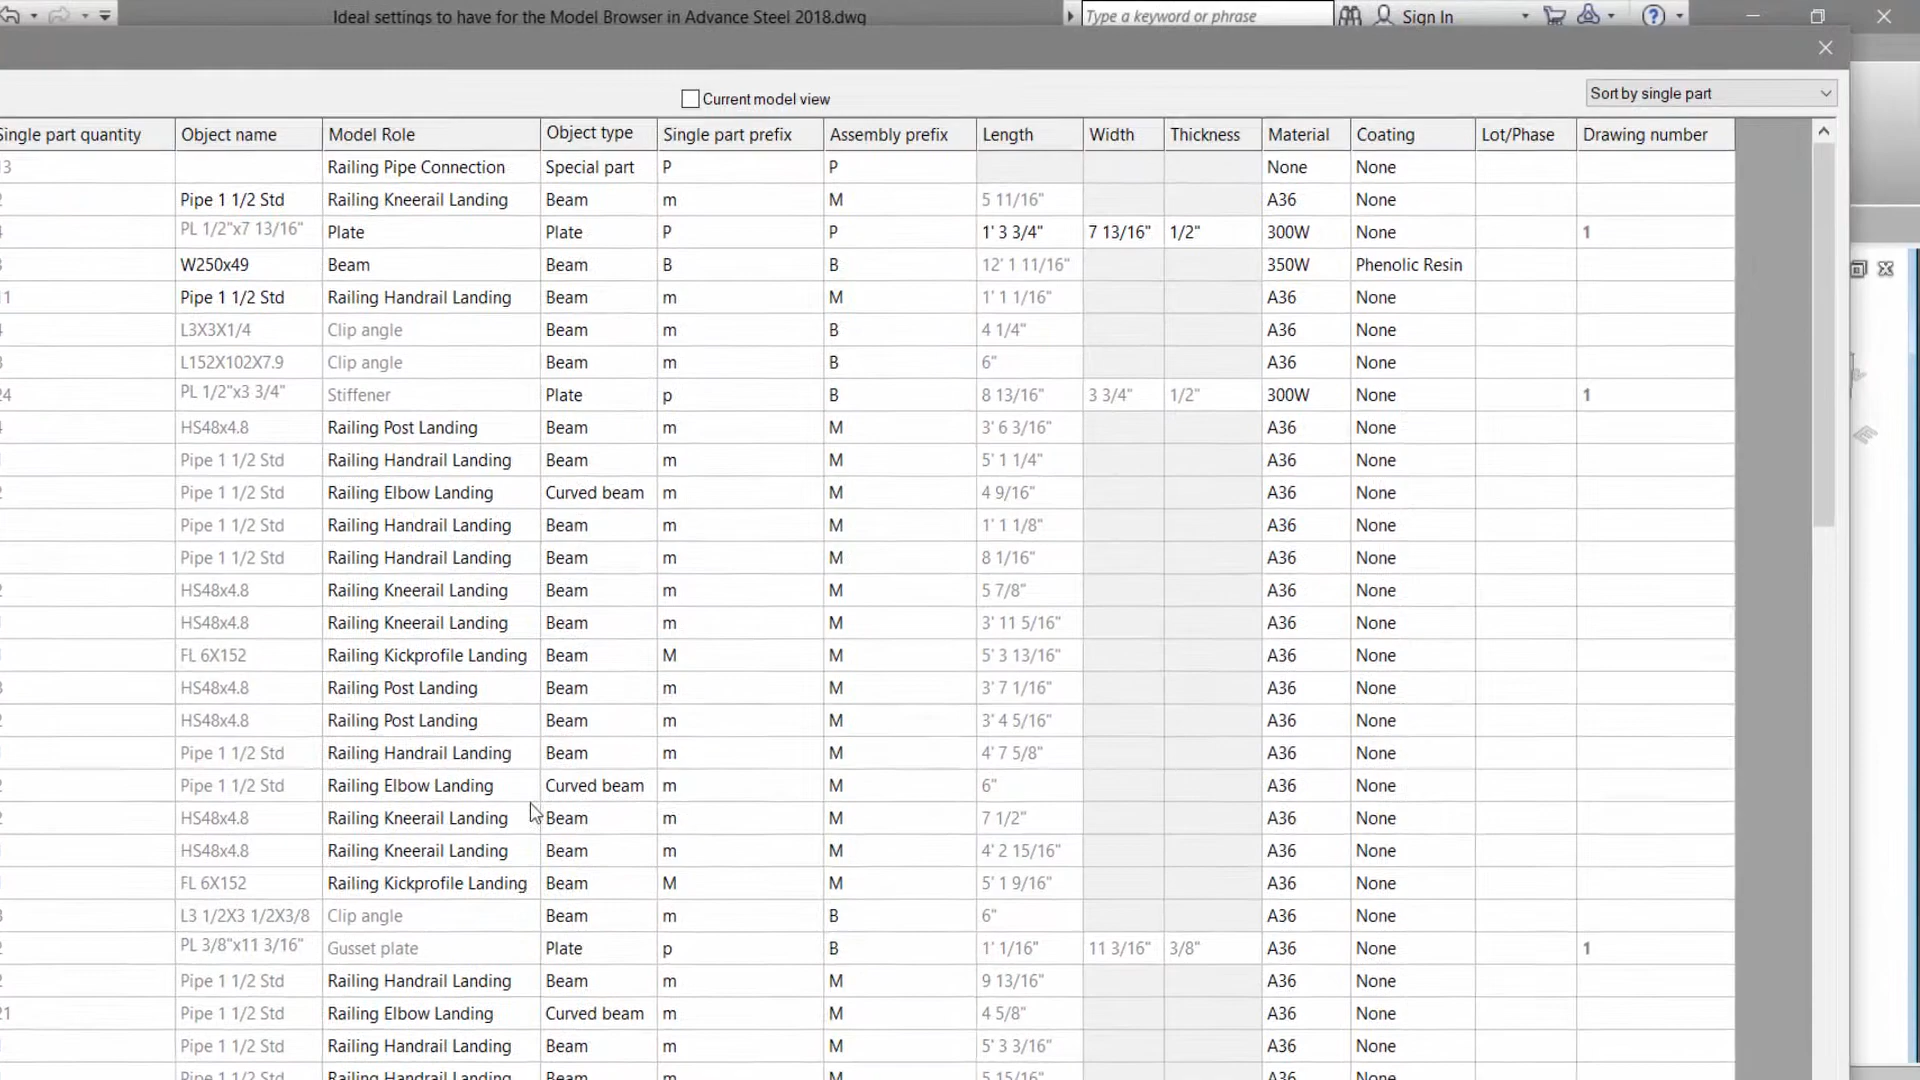 Ideal settings to have for the Model Browser in Advance Steel 2018.dwg Type a keyword or phrase Sign In
Current model view Sort by single part
Single part quantity Object name Model Role Object type Single part prefix Assembly prefix Length Width Thickness Material Coating Lot/Phase Drawing number
13 Railing Pipe Connection Special part P P None None
Pipe 1 1/2 Std Railing Kneerail Landing Beam m M 5 11/16" A36 None
PL 1/2"x7 13/16" Plate Plate P P 1' 3 3/4" 7 13/16" 1/2" 300W None 1
W250x49 Beam Beam B B 12' 1 11/16" 350W Phenolic Resin
11 Pipe 1 1/2 Std Railing Handrail Landing Beam m M 1' 1 1/16" A36 None
L3X3X1/4 Clip angle Beam m B 4 1/4" A36 None
L152X102X7.9 Clip angle Beam m B 6" A36 None
24 PL 1/2"x3 3/4" Stiffener Plate p B 8 13/16" 3 3/4" 1/2" 300W None 1
HS48x4.8 Railing Post Landing Beam m M 3' 6 3/16" A36 None
Pipe 1 1/2 Std Railing Handrail Landing Beam m M 5' 1 1/4" A36 None
Pipe 1 1/2 Std Railing Elbow Landing Curved beam m M 4 9/16" A36 None
Pipe 1 1/2 Std Railing Handrail Landing Beam m M 1' 1 1/8" A36 None
Pipe 1 1/2 Std Railing Handrail Landing Beam m M 8 1/16" A36 None
HS48x4.8 Railing Kneerail Landing Beam m M 5 7/8" A36 None
HS48x4.8 Railing Kneerail Landing Beam m M 3' 11 5/16" A36 None
FL 6X152 Railing Kickprofile Landing Beam M M 5' 3 13/16" A36 None
HS48x4.8 Railing Post Landing Beam m M 3' 7 1/16" A36 None
HS48x4.8 Railing Post Landing Beam m M 3' 4 5/16" A36 None
Pipe 1 1/2 Std Railing Handrail Landing Beam m M 4' 7 5/8" A36 None
Pipe 1 1/2 Std Railing Elbow Landing Curved beam m M 6" A36 None
HS48x4.8 Railing Kneerail Landing Beam m M 7 1/2" A36 None
HS48x4.8 Railing Kneerail Landing Beam m M 4' 2 15/16" A36 None
FL 6X152 Railing Kickprofile Landing Beam M M 5' 1 9/16" A36 None
L3 1/2X3 1/2X3/8 Clip angle Beam m B 6" A36 None
PL 3/8"x11 3/16" Gusset plate Plate p B 1' 1/16" 11 3/16" 3/8" A36 None 1
Pipe 1 1/2 Std Railing Handrail Landing Beam m M 9 13/16" A36 None
21 Pipe 1 1/2 Std Railing Elbow Landing Curved beam m M 4 5/8" A36 None
Pipe 1 1/2 Std Railing Handrail Landing Beam m M 5' 3 3/16" A36 None
Pipe 1 1/2 Std Railing Handrail Landing Beam m M 5 15/16" A36 None